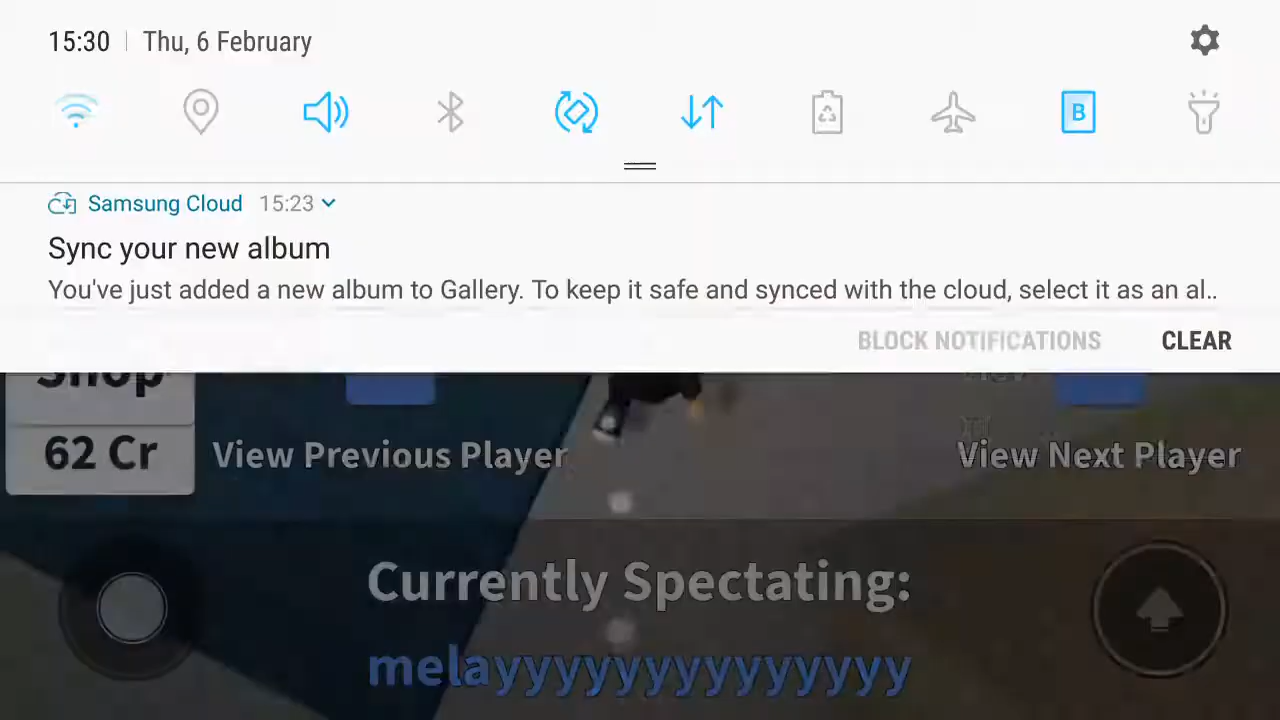 15:30 Thu, 6 February
B
Samsung Cloud 15:23
Sync your new album
You've just added a new album to Gallery. To keep it safe and synced with the cloud, select it as an al..
BLOCK NOTIFICATIONS CLEAR
Shop
62 Cr
View Previous Player
View Next Player
Currently Spectating:
melayyyyyyyyyyyyyy